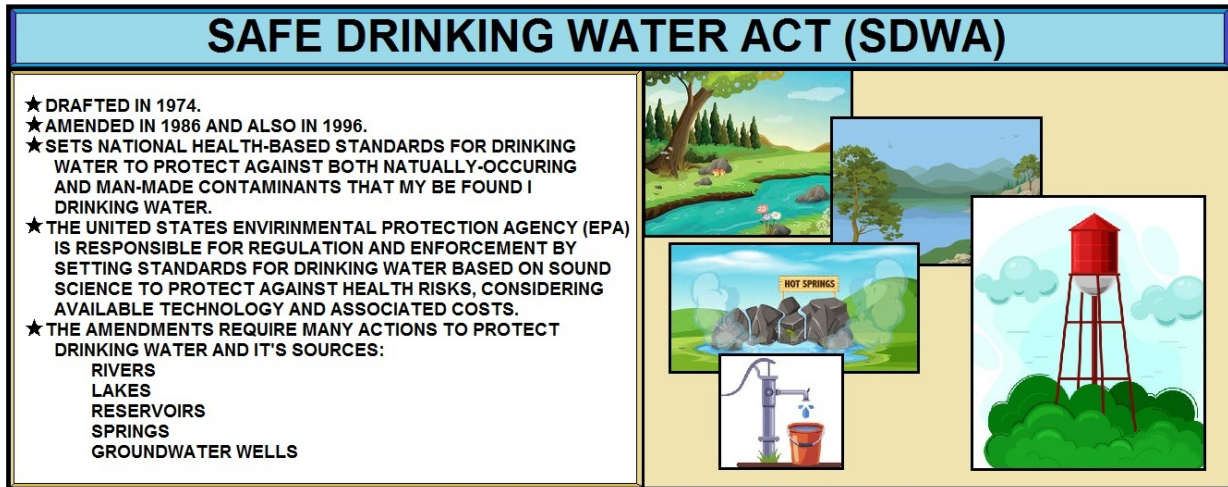 SAFE DRINKING WATER ACT (SDWA)
★DRAFTED IN 1974.
★AMENDED IN 1986 AND ALSO IN 1996.
★SETS NATIONAL HEALTH-BASED STANDARDS FOR DRINKING
WATER TO PROTECT AGAINST BOTH NATUALLY-OCCURING
AND MAN-MADE CONTAMINANTS THAT MY BE FOUND I
DRINKING WATER.
★THE UNITED STATES ENVIRINMENTAL PROTECTION AGENCY (EPA)
IS RESPONSIBLE FOR REGULATION AND ENFORCEMENT BY
SETTING STANDARDS FOR DRINKING WATER BASED ON SOUND
SCIENCE TO PROTECT AGAINST HEALTH RISKS, CONSIDERING
AVAILABLE TECHNOLOGY AND ASSOCIATED COSTS.
★THE AMENDMENTS REQUIRE MANY ACTIONS TO PROTECT
DRINKING WATER AND IT'S SOURCES:
RIVERS
LAKES
RESERVOIRS
SPRINGS
GROUNDWATER WELLS
HOT SPRINGS